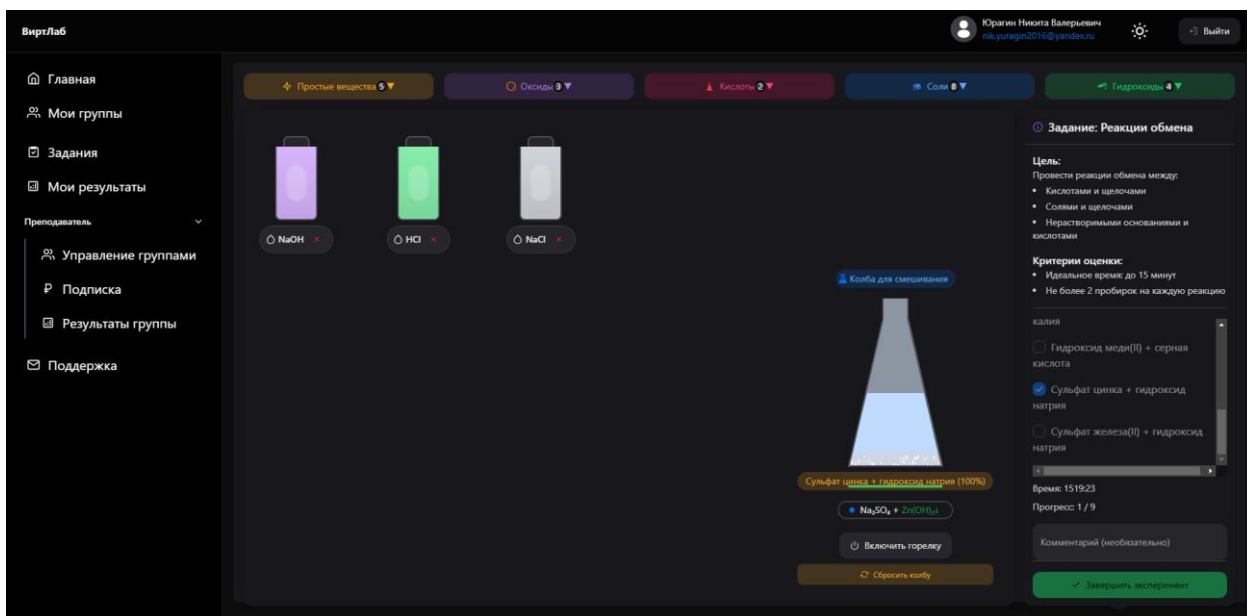 ВиртЛаб
Юрагин Никита Валерьевич
nik.yuragin2016@yandex.ru
Выйти
Главная
Мои группы
Задания
Мои результаты
Преподаватель
Управление группами
₽ Подписка
Результаты группы
Поддержка
Простые вещества 5 ▼
Оксиды 3 ▼
Кислоты 2 ▼
Соли 8 ▼
Гидроксиды 4 ▼
NaOH ×
HCl ×
NaCl ×
Колба для смешивания
Сульфат цинка + гидроксид натрия (100%)
Na₂SO₄ + Zn(OH)₂↓
Включить горелку
Сбросить колбу
Задание: Реакции обмена
Цель:
Провести реакции обмена между:
• Кислотами и щелочами
• Солями и щелочами
• Нерастворимыми основаниями и
кислотами
Критерии оценки:
• Идеальное время: до 15 минут
• Не более 2 пробирок на каждую реакцию
калия
Гидроксид меди(II) + серная
кислота
Сульфат цинка + гидроксид
натрия
Сульфат железа(II) + гидроксид
натрия
Время: 1519:23
Прогресс: 1 / 9
Комментарий (необязательно)
Завершить эксперимент